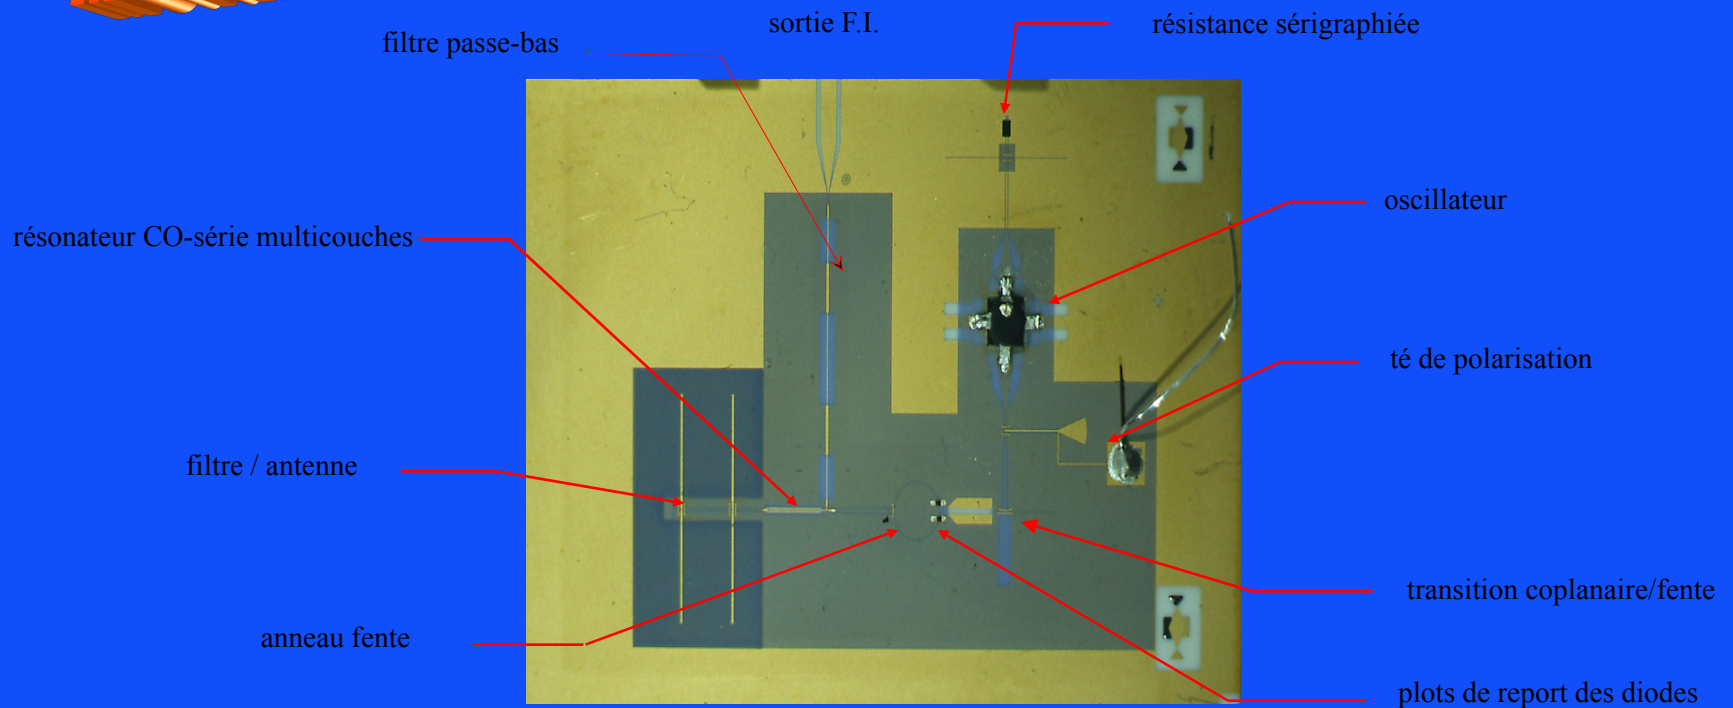 sortie F.I.
résistance sérigraphiée
filtre passe-bas
oscillateur
résonateur CO-série multicouches
té de polarisation
filtre / antenne
transition coplanaire/fente
anneau fente
plots de report des diodes